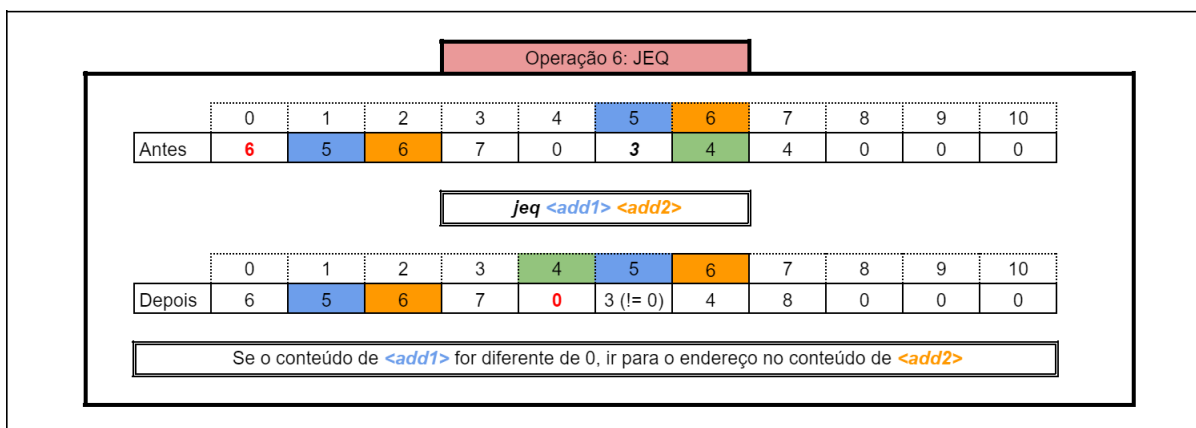 Operação 6: JEQ
0 1 2 3 4 5 6 7 8 9 10
Antes 6 5 6 7 0 3 4 4 0 0 0
jeq <add1> <add2>
0 1 2 3 4 5 6 7 8 9 10
Depois 6 5 6 7 0 3 (!= 0) 4 8 0 0 0
Se o conteúdo de <add1> for diferente de 0, ir para o endereço no conteúdo de <add2>